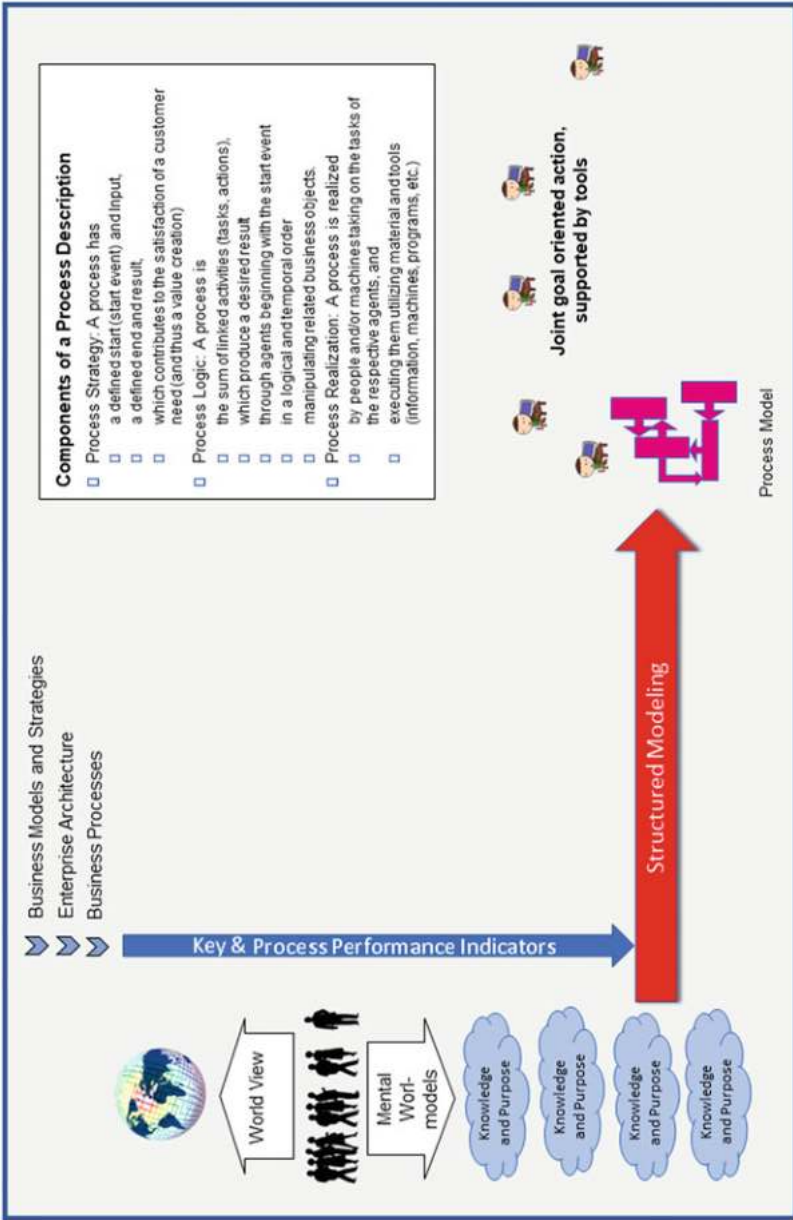 Business Models and Strategies
Enterprise Architecture
Business Processes
Components of a Process Description
Process Strategy: A process has
a defined start (start event) and Input,
a defined end and result,
which contributes to the satisfaction of a customer
need (and thus a value creation)
Process Logic: A process is
the sum of linked activities (tasks, actions),
which produce a desired result
through agents beginning with the start event
in a logical and temporal order
manipulating related business objects.
Process Realization: A process is realized
by people and/or machines taking on the tasks of
the respective agents, and
executing them utilizing material and tools
(information, machines, programs, etc.)
World View
Key & Process Performance Indicators
Mental
Worl-
models
Joint goal oriented action,
supported by tools
Knowledge
and Purpose
Knowledge
and Purpose
Knowledge
and Purpose
Knowledge
and Purpose
Structured Modeling
Process Model